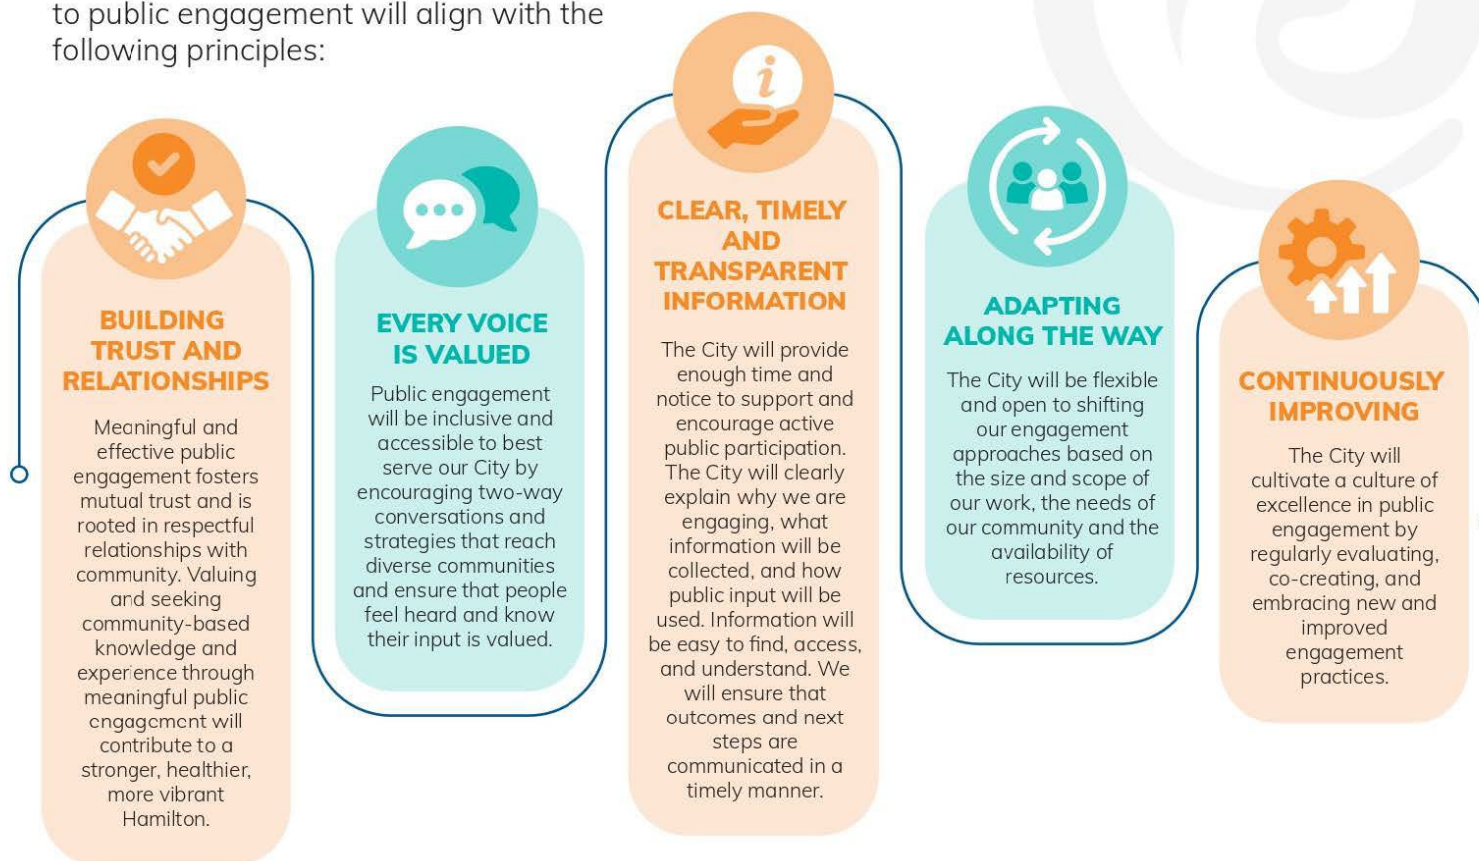 to public engagement will align with the
following principles:
BUILDING
TRUST AND
RELATIONSHIPS
Meaningful and
effective public
engagement fosters
mutual trust and is
rooted in respectful
relationships with
community. Valuing
and seeking
community-based
knowledge and
experience through
meaningful public
engagement will
contribute to a
stronger, healthier,
more vibrant
Hamilton.
EVERY VOICE
IS VALUED
Public engagement
will be inclusive and
accessible to best
serve our City by
encouraging two-way
conversations and
strategies that reach
diverse communities
and ensure that people
feel heard and know
their input is valued.
i
CLEAR, TIMELY
AND
TRANSPARENT
INFORMATION
The City will provide
enough time and
notice to support and
encourage active
public participation.
The City will clearly
explain why we are
engaging, what
information will be
collected, and how
public input will be
used. Information will
be easy to find, access,
and understand. We
will ensure that
outcomes and next
steps are
communicated in a
timely manner.
ADAPTING
ALONG THE WAY
The City will be flexible
and open to shifting
our engagement
approaches based on
the size and scope of
our work, the needs of
our community and the
availability of
resources.
CONTINUOUSLY
IMPROVING
The City will
cultivate a culture of
excellence in public
engagement by
regularly evaluating,
co-creating, and
embracing new and
improved
engagement
practices.